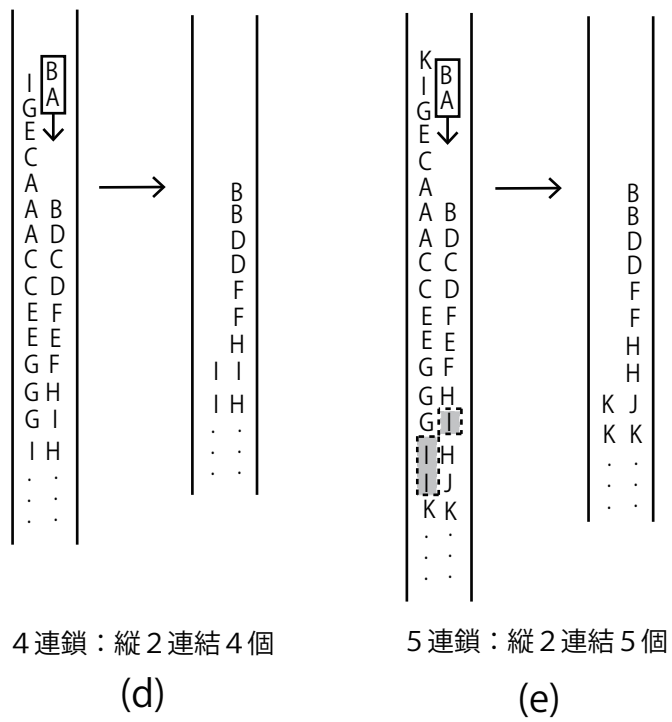 I B
G A
E
C
A
A B
A D
C C
C D
E F
E E
G F
G H
G I
I H
. .
. .
. .
B
B
D
D
F
F
H
I I
I H
. .
. .
. .
4連鎖：縦2連結4個
(d)
K
I B
G A
E
C
A
A B
A D
C C
C D
E F
E E
G F
G H
G I
I H
I J
K K
. .
. .
. .
B
B
D
D
F
F
H
H
K J
K K
. .
. .
. .
5連鎖：縦2連結5個
(e)